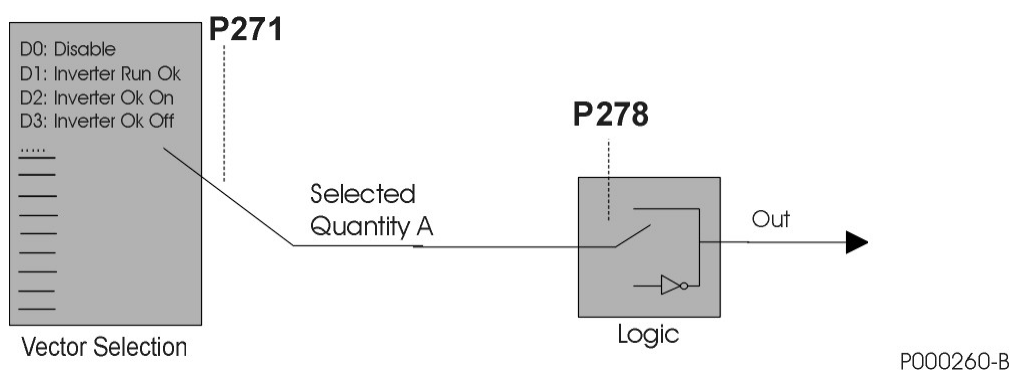 P271
D0: Disable
D1: Inverter Run Ok
D2: Inverter Ok On
D3: Inverter Ok Off
.....
P278
Selected
Quantity A
Out
Logic
Vector Selection
P000260-B